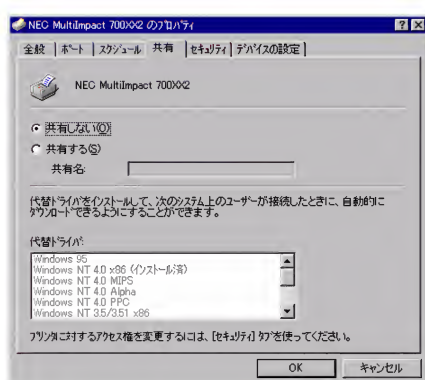 NEC MultiImpact 700XX2 のプロパティ
全般 ポート スケジュール 共有 セキュリティ デバイスの設定
NEC MultiImpact 700XX2
共有しない(O)
共有する(S)
共有名:
代替ドライバをインストールして、次のシステム上のユーザーが接続したときに、自動的に
ダウンロードできるようにすることができます。
代替ドライバ:
Windows 95
Windows NT 4.0 x86 (インストール済)
Windows NT 4.0 MIPS
Windows NT 4.0 Alpha
Windows NT 4.0 PPC
Windows NT 3.5/3.51 x86
プリンタに対するアクセス権を変更するには、[セキュリティ] タブを使ってください。
OK キャンセル